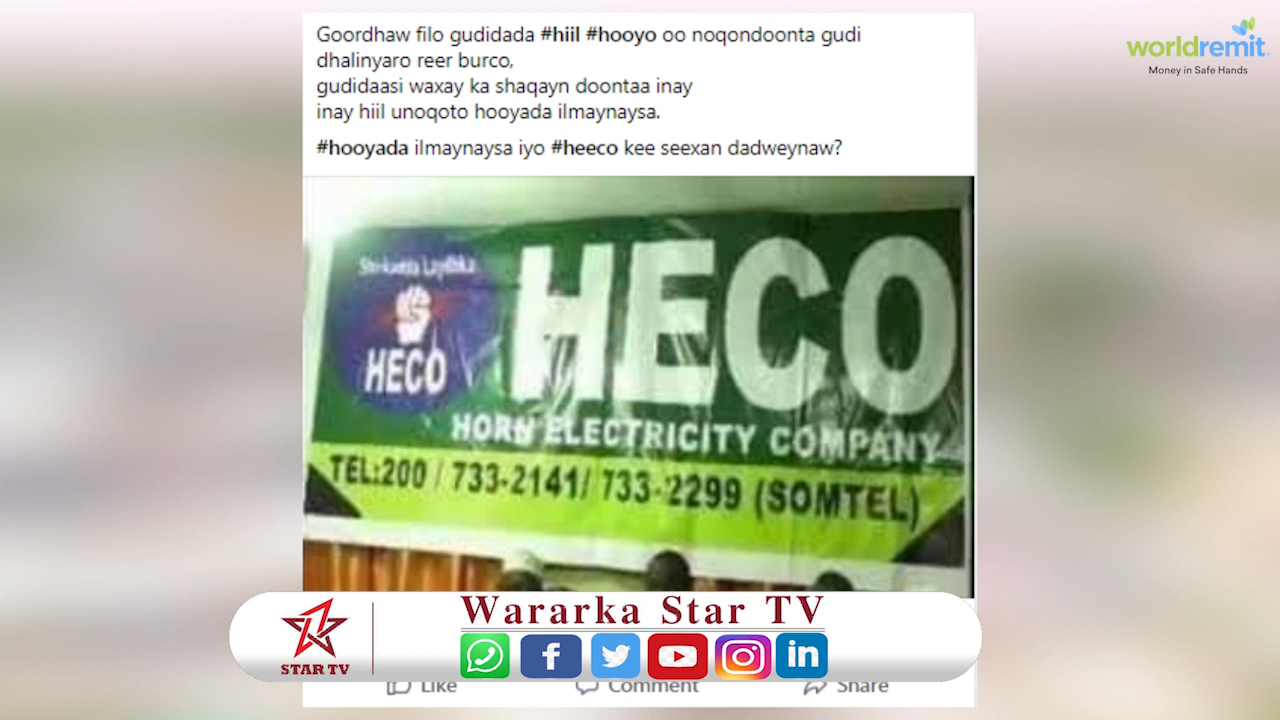 Goordhaw filo gudidada #hiil #hooyo oo noqondoonta gudi
dhalinyaro reer burco,
gudidaasi waxay ka shaqayn doontaa inay
inay hiil unoqoto hooyada ilmaynaysa.
#hooyada ilmaynaysa iyo #heeco kee seexan dadweynaw?
worldremit
Money in Safe Hands
HECO
HECO
HORN ELECTRICITY COMPANY
TEL:200 / 733-2141/ 733-2299 (SOMTEL)
Wararka Star TV
STAR TV
Like Comment Share